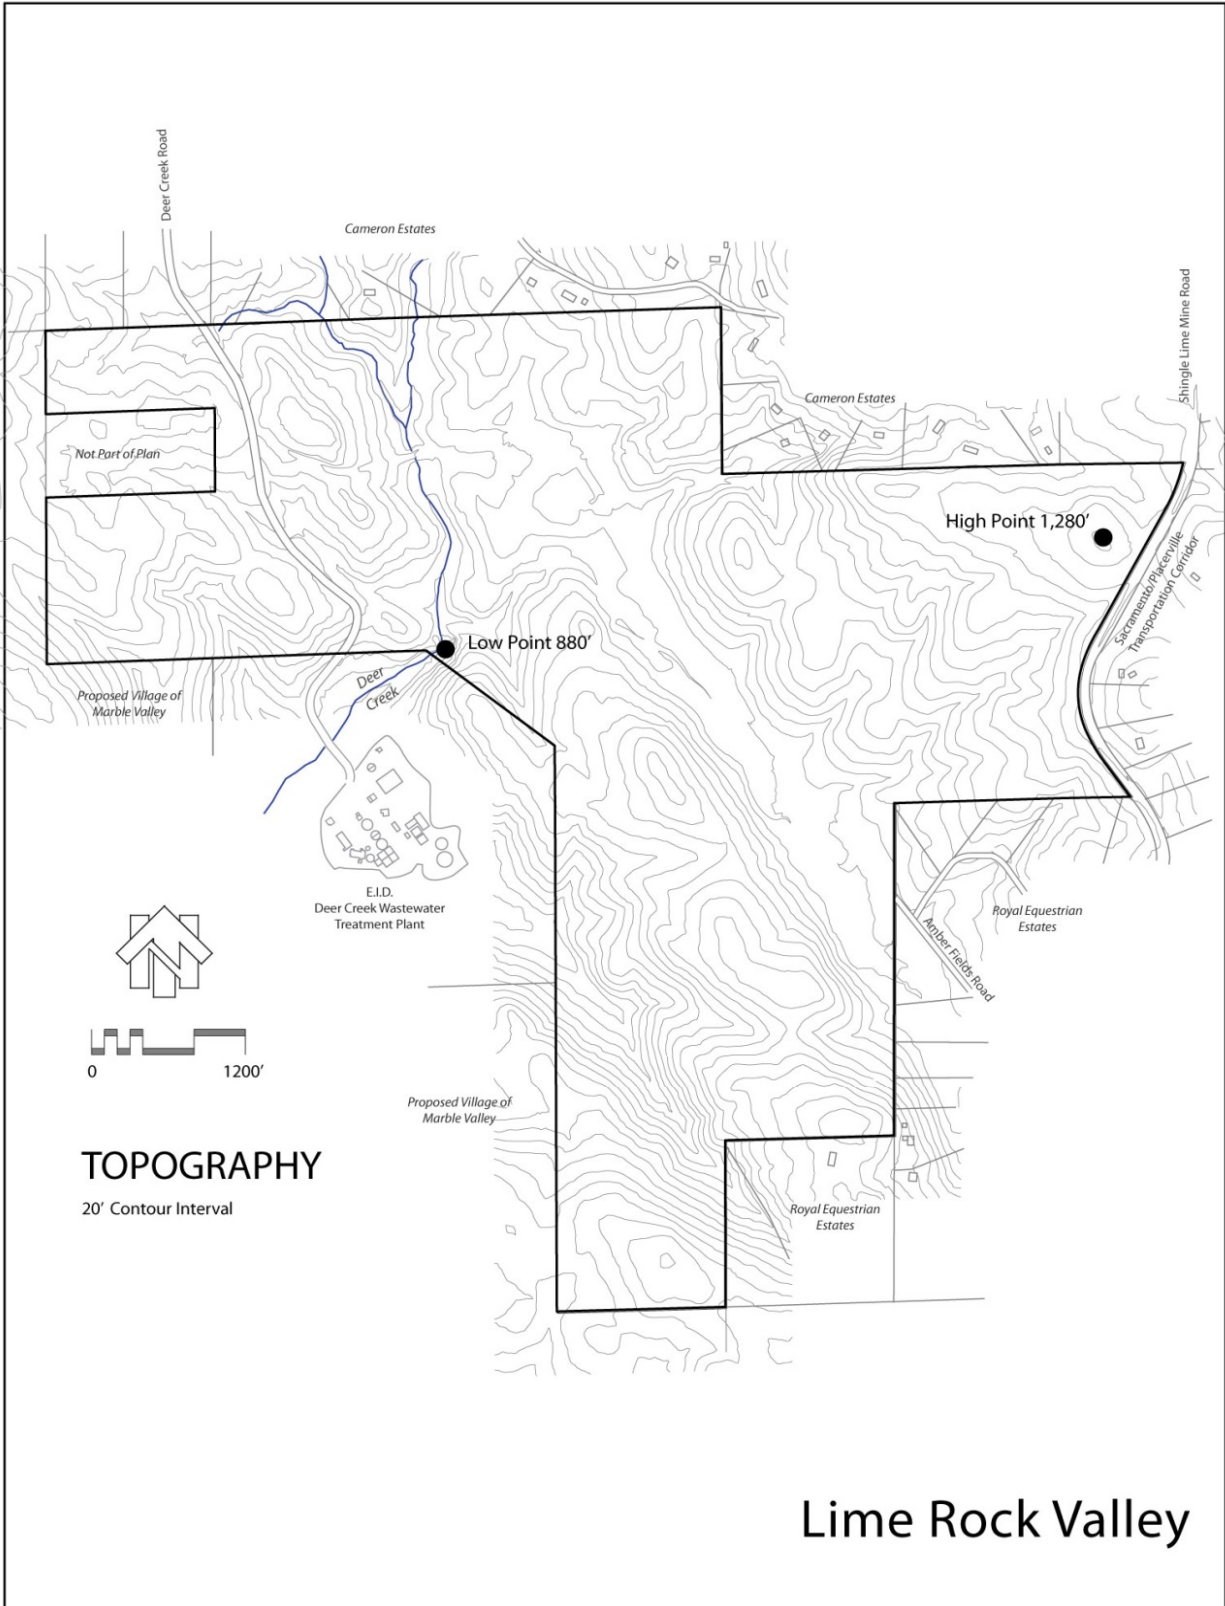 Deer Creek Road
Cameron Estates
Shingle Lime Mine Road
Cameron Estates
Not Part of Plan
High Point 1,280'
Sacramento/Placerville
Transportation Corridor
Low Point 880'
Deer
Creek
Proposed Village of
Marble Valley
E.I.D.
Deer Creek Wastewater
Treatment Plant
Royal Equestrian
Estates
Amber Fields Road
0 1200'
Proposed Village of
Marble Valley
TOPOGRAPHY
20' Contour Interval
Royal Equestrian
Estates
Lime Rock Valley